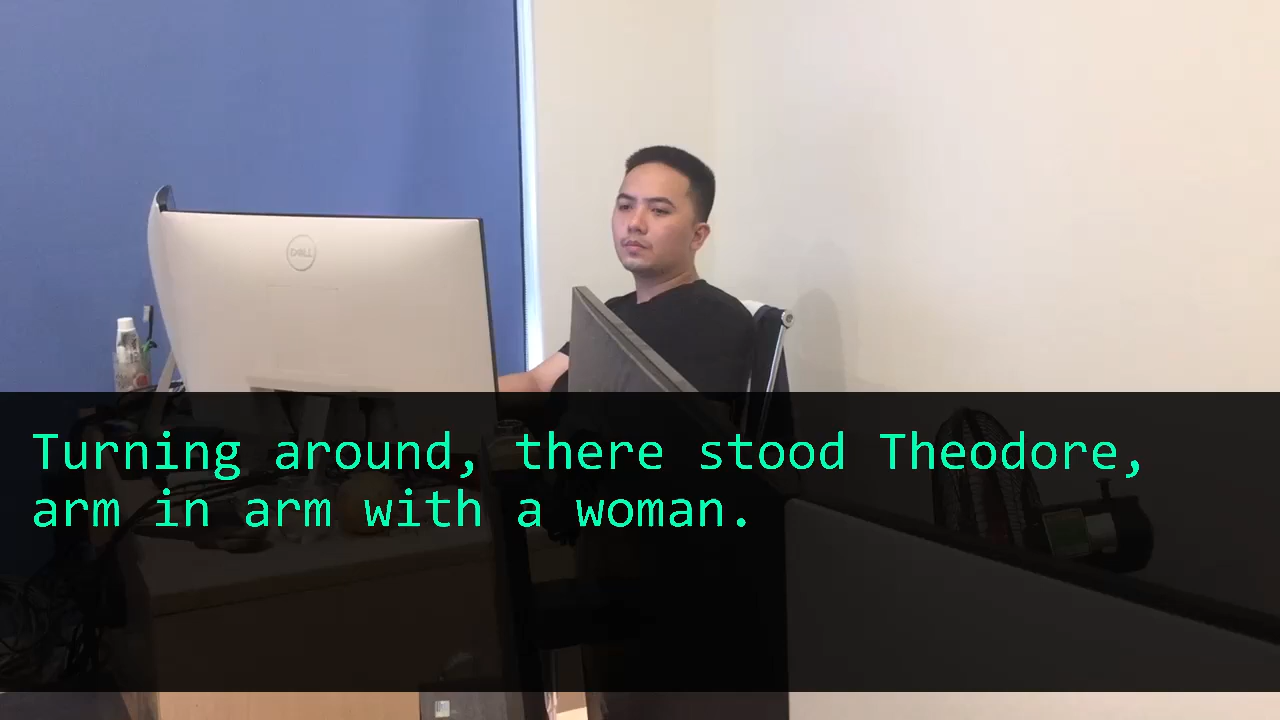 DELL
Turning around, there stood Theodore,
arm in arm with a woman.